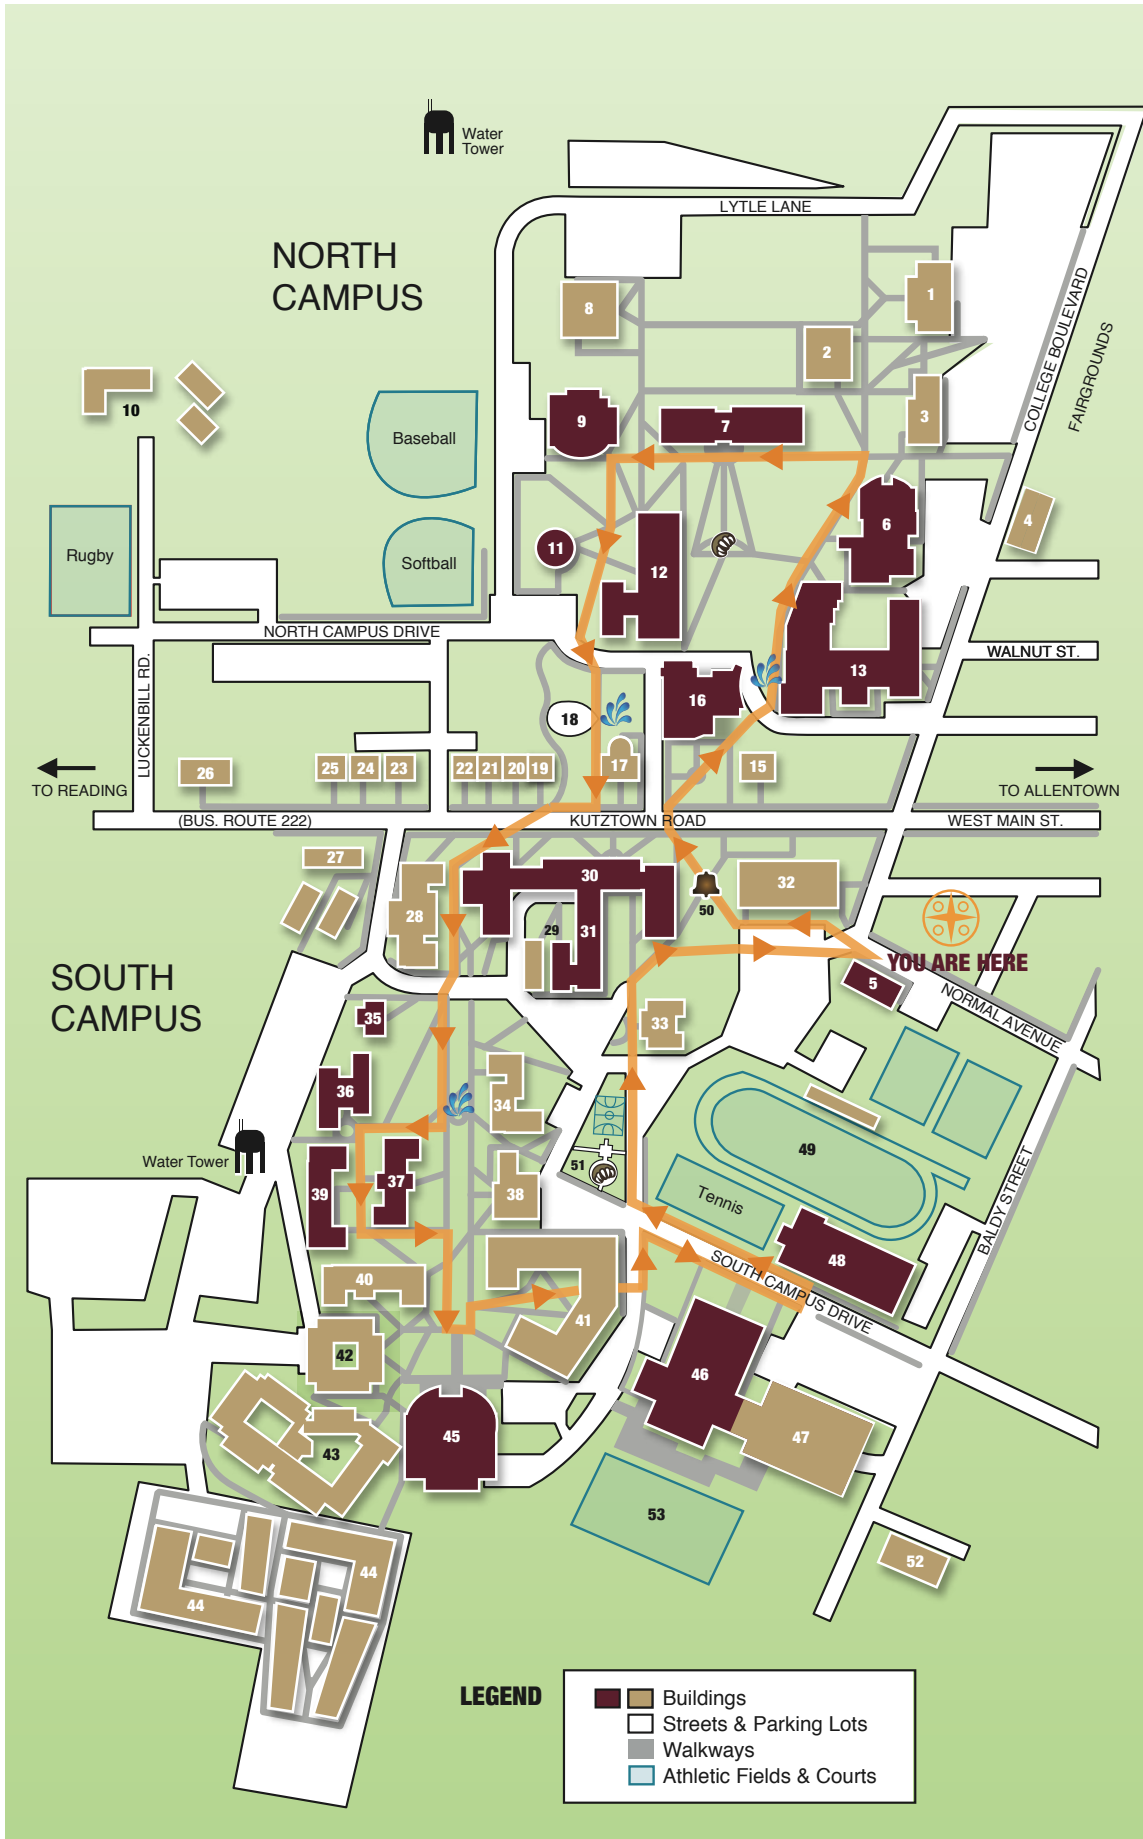 Water
Tower
LYTLE LANE
NORTH
CAMPUS
1
8
2
COLLEGE BOULEVARD
FAIRGROUNDS
10
3
9
7
Baseball
6
4
Rugby
Softball
11
12
NORTH CAMPUS DRIVE
WALNUT ST.
13
LUCKENBILL RD.
16
18
26
25
24
23
22
21
20
19
17
15
TO READING
TO ALLENTOWN
(BUS. ROUTE 222)
KUTZTOWN ROAD
WEST MAIN ST.
27
30
32
28
50
29
31
YOU ARE HERE
5
SOUTH
CAMPUS
NORMAL AVENUE
35
33
36
34
49
Water Tower
51
37
39
38
Tennis
BALDY STREET
48
SOUTH CAMPUS DRIVE
40
41
42
46
45
47
43
53
52
44
44
LEGEND
Buildings
Streets & Parking Lots
Walkways
Athletic Fields & Courts